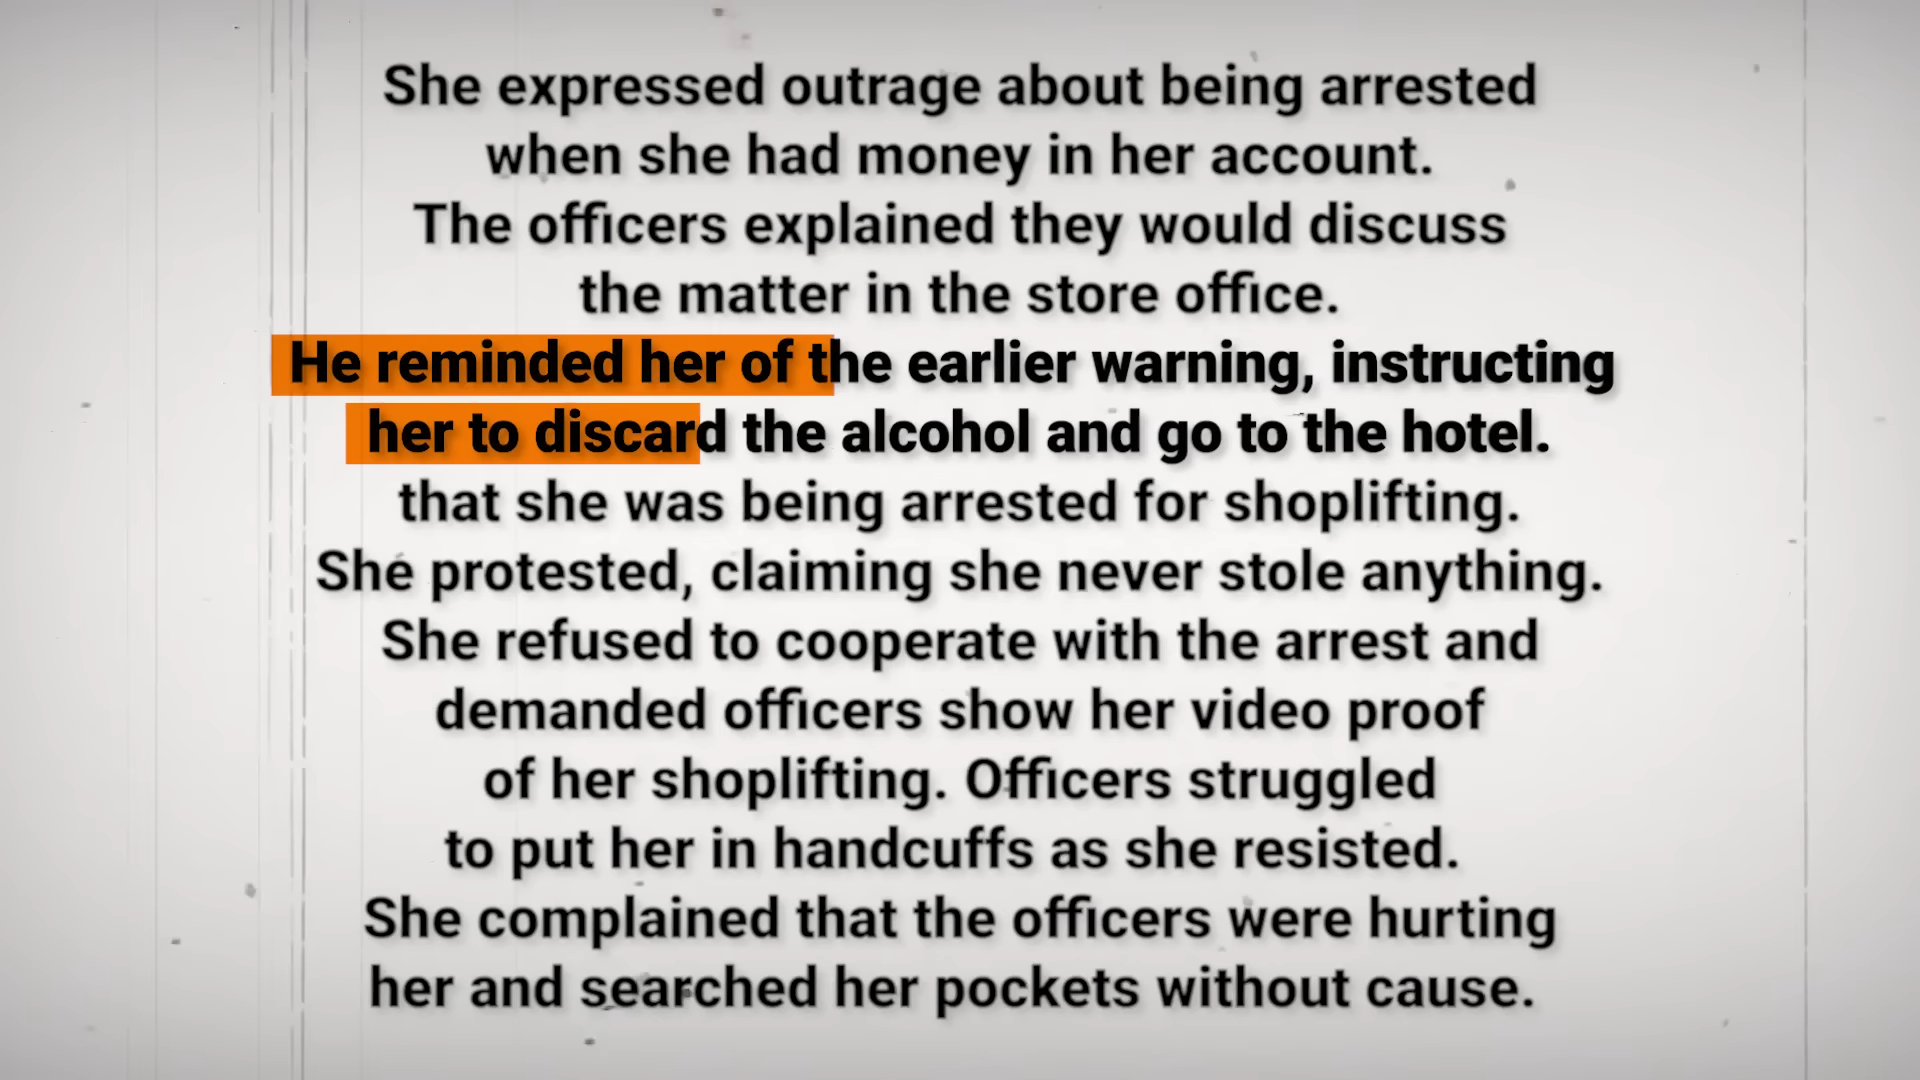 She expressed outrage about being arrested
when she had money in her account.
The officers explained they would discuss
the matter in the store office.
He reminded her of the earlier warning, instructing
her to discard the alcohol and go to the hotel.
that she was being arrested for shoplifting.
She protested, claiming she never stole anything.
She refused to cooperate with the arrest and
demanded officers show her video proof
of her shoplifting. Officers struggled
to put her in handcuffs as she resisted.
She complained that the officers were hurting
her and searched her pockets without cause.